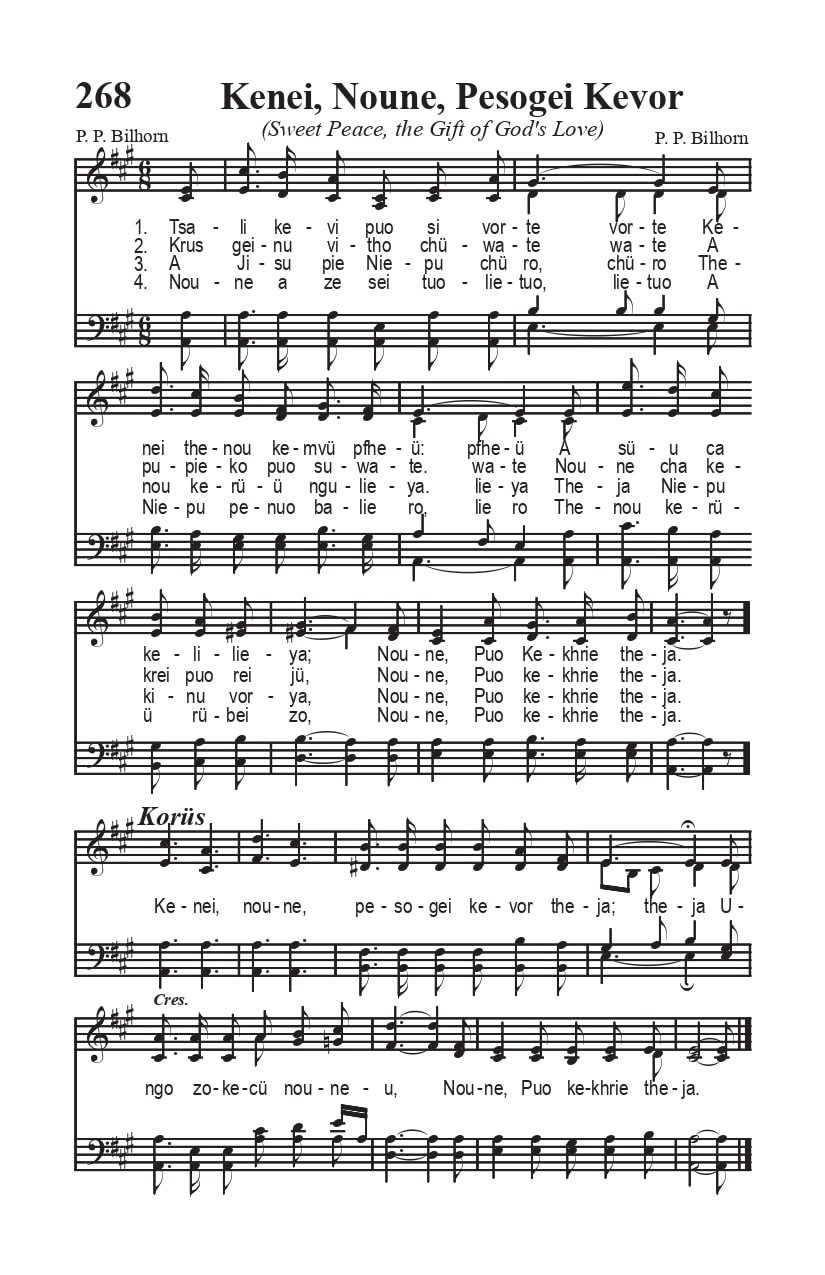 268 Kenei, Noune, Pesogei Kevor
(Sweet Peace, the Gift of God's Love)
P. P. Bilhorn P. P. Bilhorn
1. Tsa - li ke - vi puo si vor - te vor - te Ke -
2. Krus gei - nu vi - tho chü - wa - te wa - te A
3. A Ji - su pie Nie - pu chü ro, chü - ro The -
4. Nou - ne a ze sei tuo - lie - tuo, lie - tuo A
nei the - nou ke - mvü pfhe - ü: pfhe - ü A sü - u ca
pu - pie - ko puo su - wa - te. wa - te Nou - ne cha ke -
nou ke - rü - ü ngu - lie - ya. lie - ya The - ja Nie - pu
Nie - pu pe - nuo ba - lie ro, lie ro The - nou ke - rü -
ke - li - lie - ya; Nou - ne, Puo Ke - khrie the - ja.
krei puo rei jü, Nou - ne, Puo ke - khrie the - ja.
ki - nu vor - ya, Nou - ne, Puo ke - khrie the - ja.
ü rü - bei zo, Nou - ne, Puo ke - khrie the - ja.
Korüs
Ke - nei, nou - ne, pe - so - gei ke - vor the - ja; the - ja U -
Cres.
ngo zo - ke - cü nou - ne - u, Nou - ne, Puo ke - khrie the - ja.